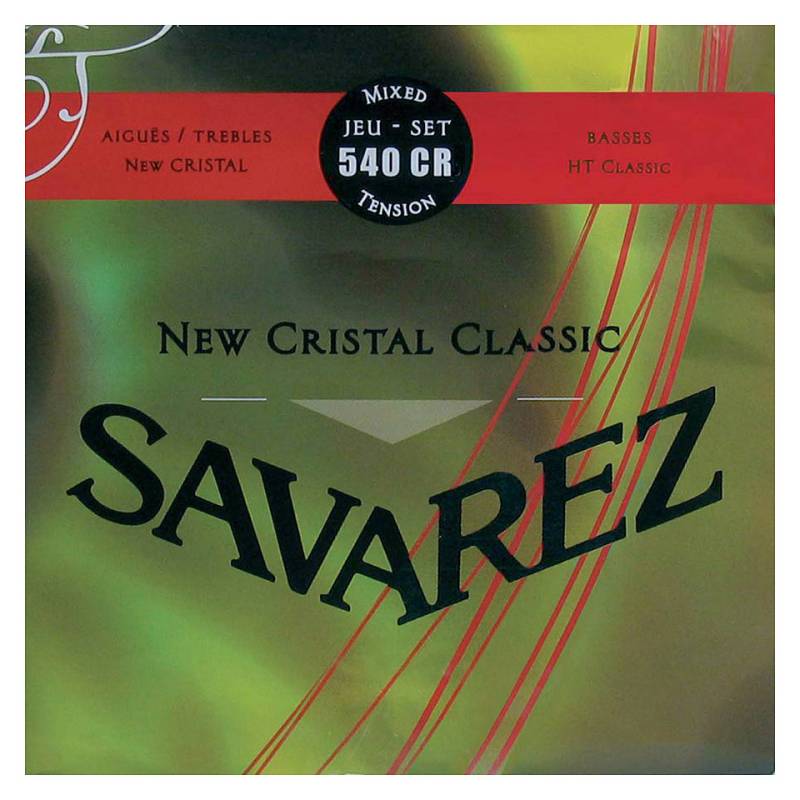 MIXED
JEU - SET
540 CR
TENSION
AIGUËS / TREBLES
NEW CRISTAL
BASSES
HT CLASSIC
NEW CRISTAL CLASSIC
SAVAREZ